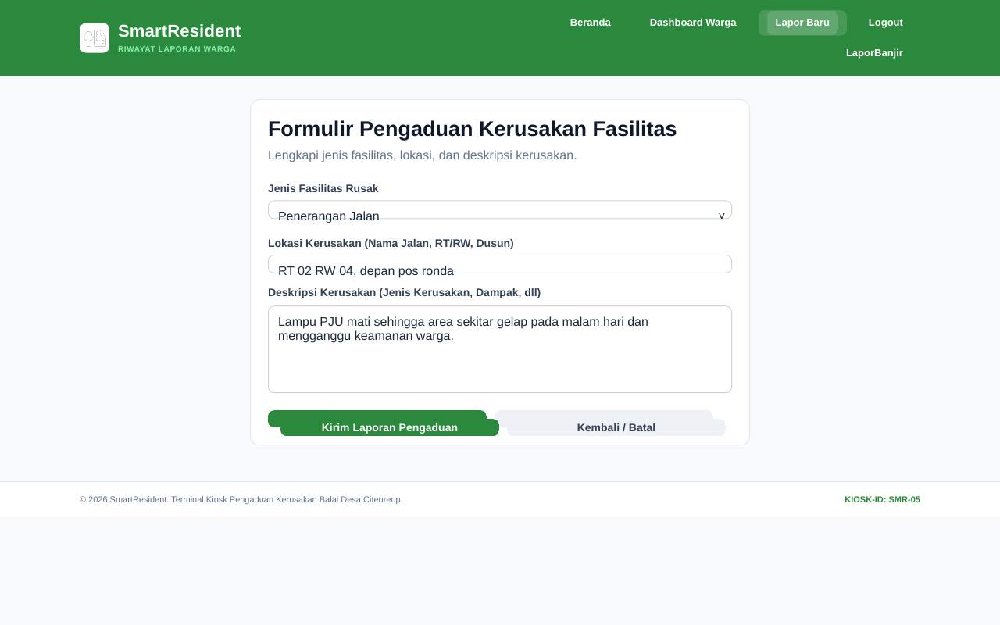 SmartResident
RIWAYAT LAPORAN WARGA
Beranda
Dashboard Warga
Lapor Baru
Logout
LaporBanjir
Formulir Pengaduan Kerusakan Fasilitas
Lengkapi jenis fasilitas, lokasi, dan deskripsi kerusakan.
Jenis Fasilitas Rusak
Penerangan Jalan
Lokasi Kerusakan (Nama Jalan, RT/RW, Dusun)
RT 02 RW 04, depan pos ronda
Deskripsi Kerusakan (Jenis Kerusakan, Dampak, dll)
Lampu PJU mati sehingga area sekitar gelap pada malam hari dan
mengganggu keamanan warga.
Kirim Laporan Pengaduan
Kembali / Batal
© 2026 SmartResident. Terminal Kiosk Pengaduan Kerusakan Balai Desa Citeureup.
KIOSK-ID: SMR-05